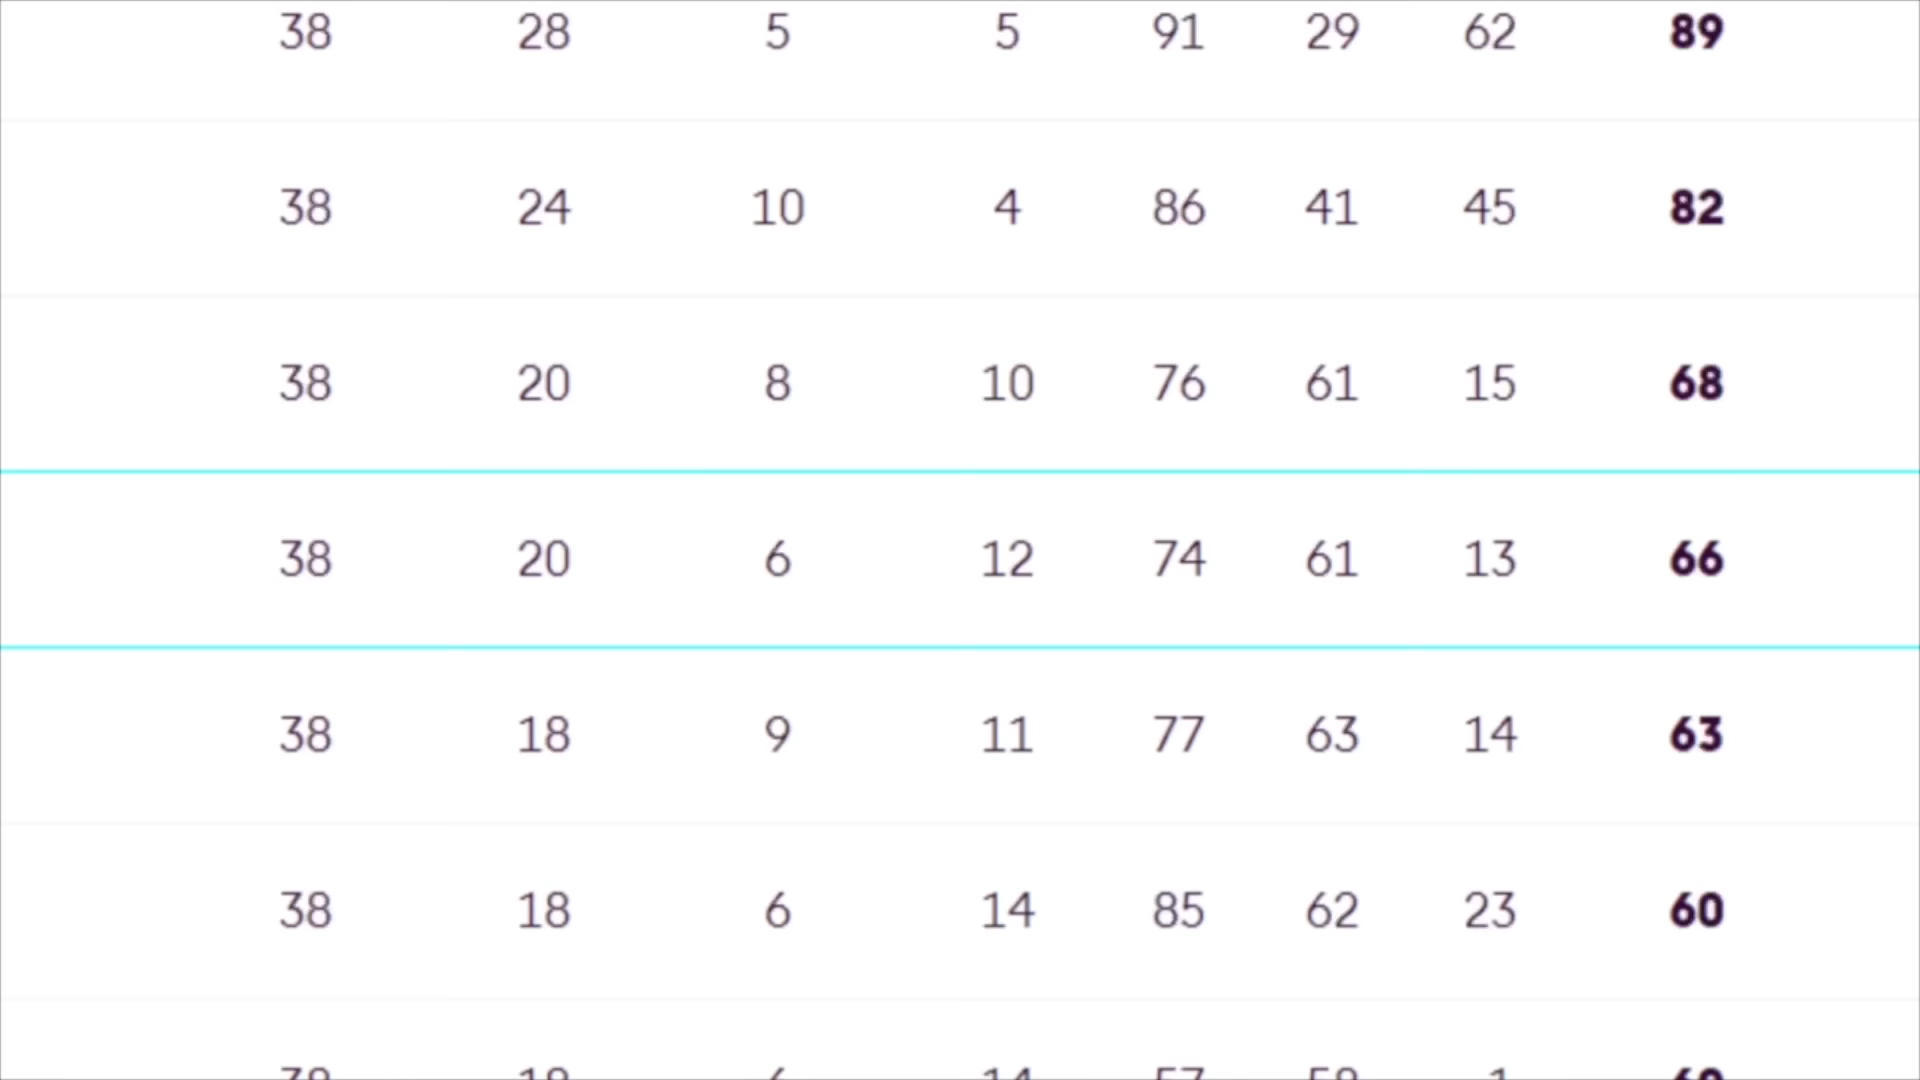 38 28 5 5 91 29 62 89
38 24 10 4 86 41 45 82
38 20 8 10 76 61 15 68
38 20 6 12 74 61 13 66
38 18 9 11 77 63 14 63
38 18 6 14 85 62 23 60